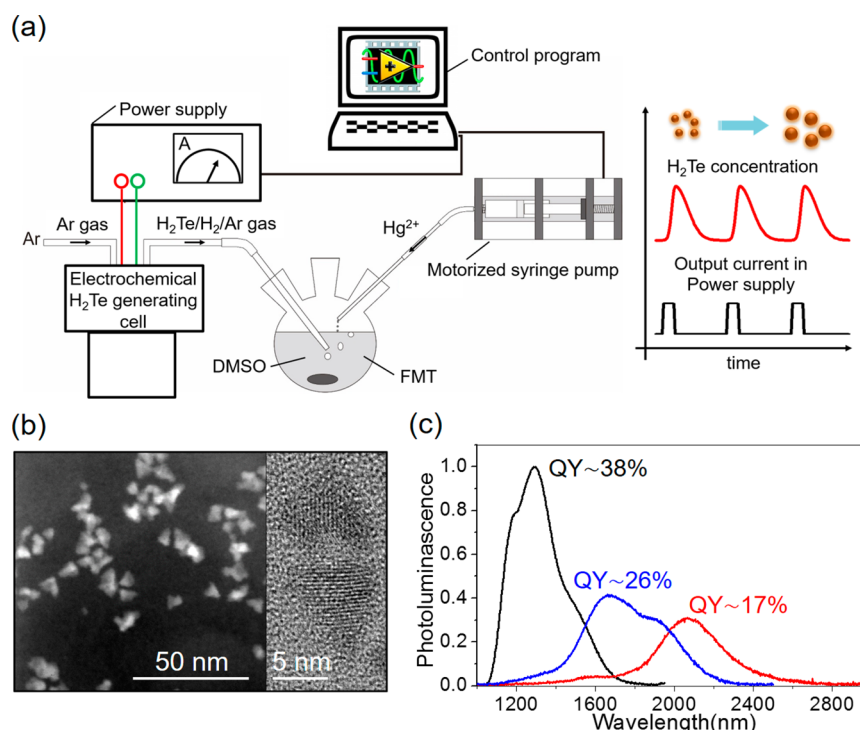 (a)
Control program
Power supply
A
Ar gas
H₂Te/H₂/Ar gas
Ar
Hg²⁺
Motorized syringe pump
Electrochemical
H₂Te generating
cell
DMSO
FMT
H₂Te concentration
Output current in
Power supply
time
(b)
50 nm
5 nm
(c)
Photoluminascence
1.0
0.8
0.6
0.4
0.2
0.0
QY~38%
QY~26%
QY~17%
1200
1600
2000
2400
2800
Wavelength(nm)